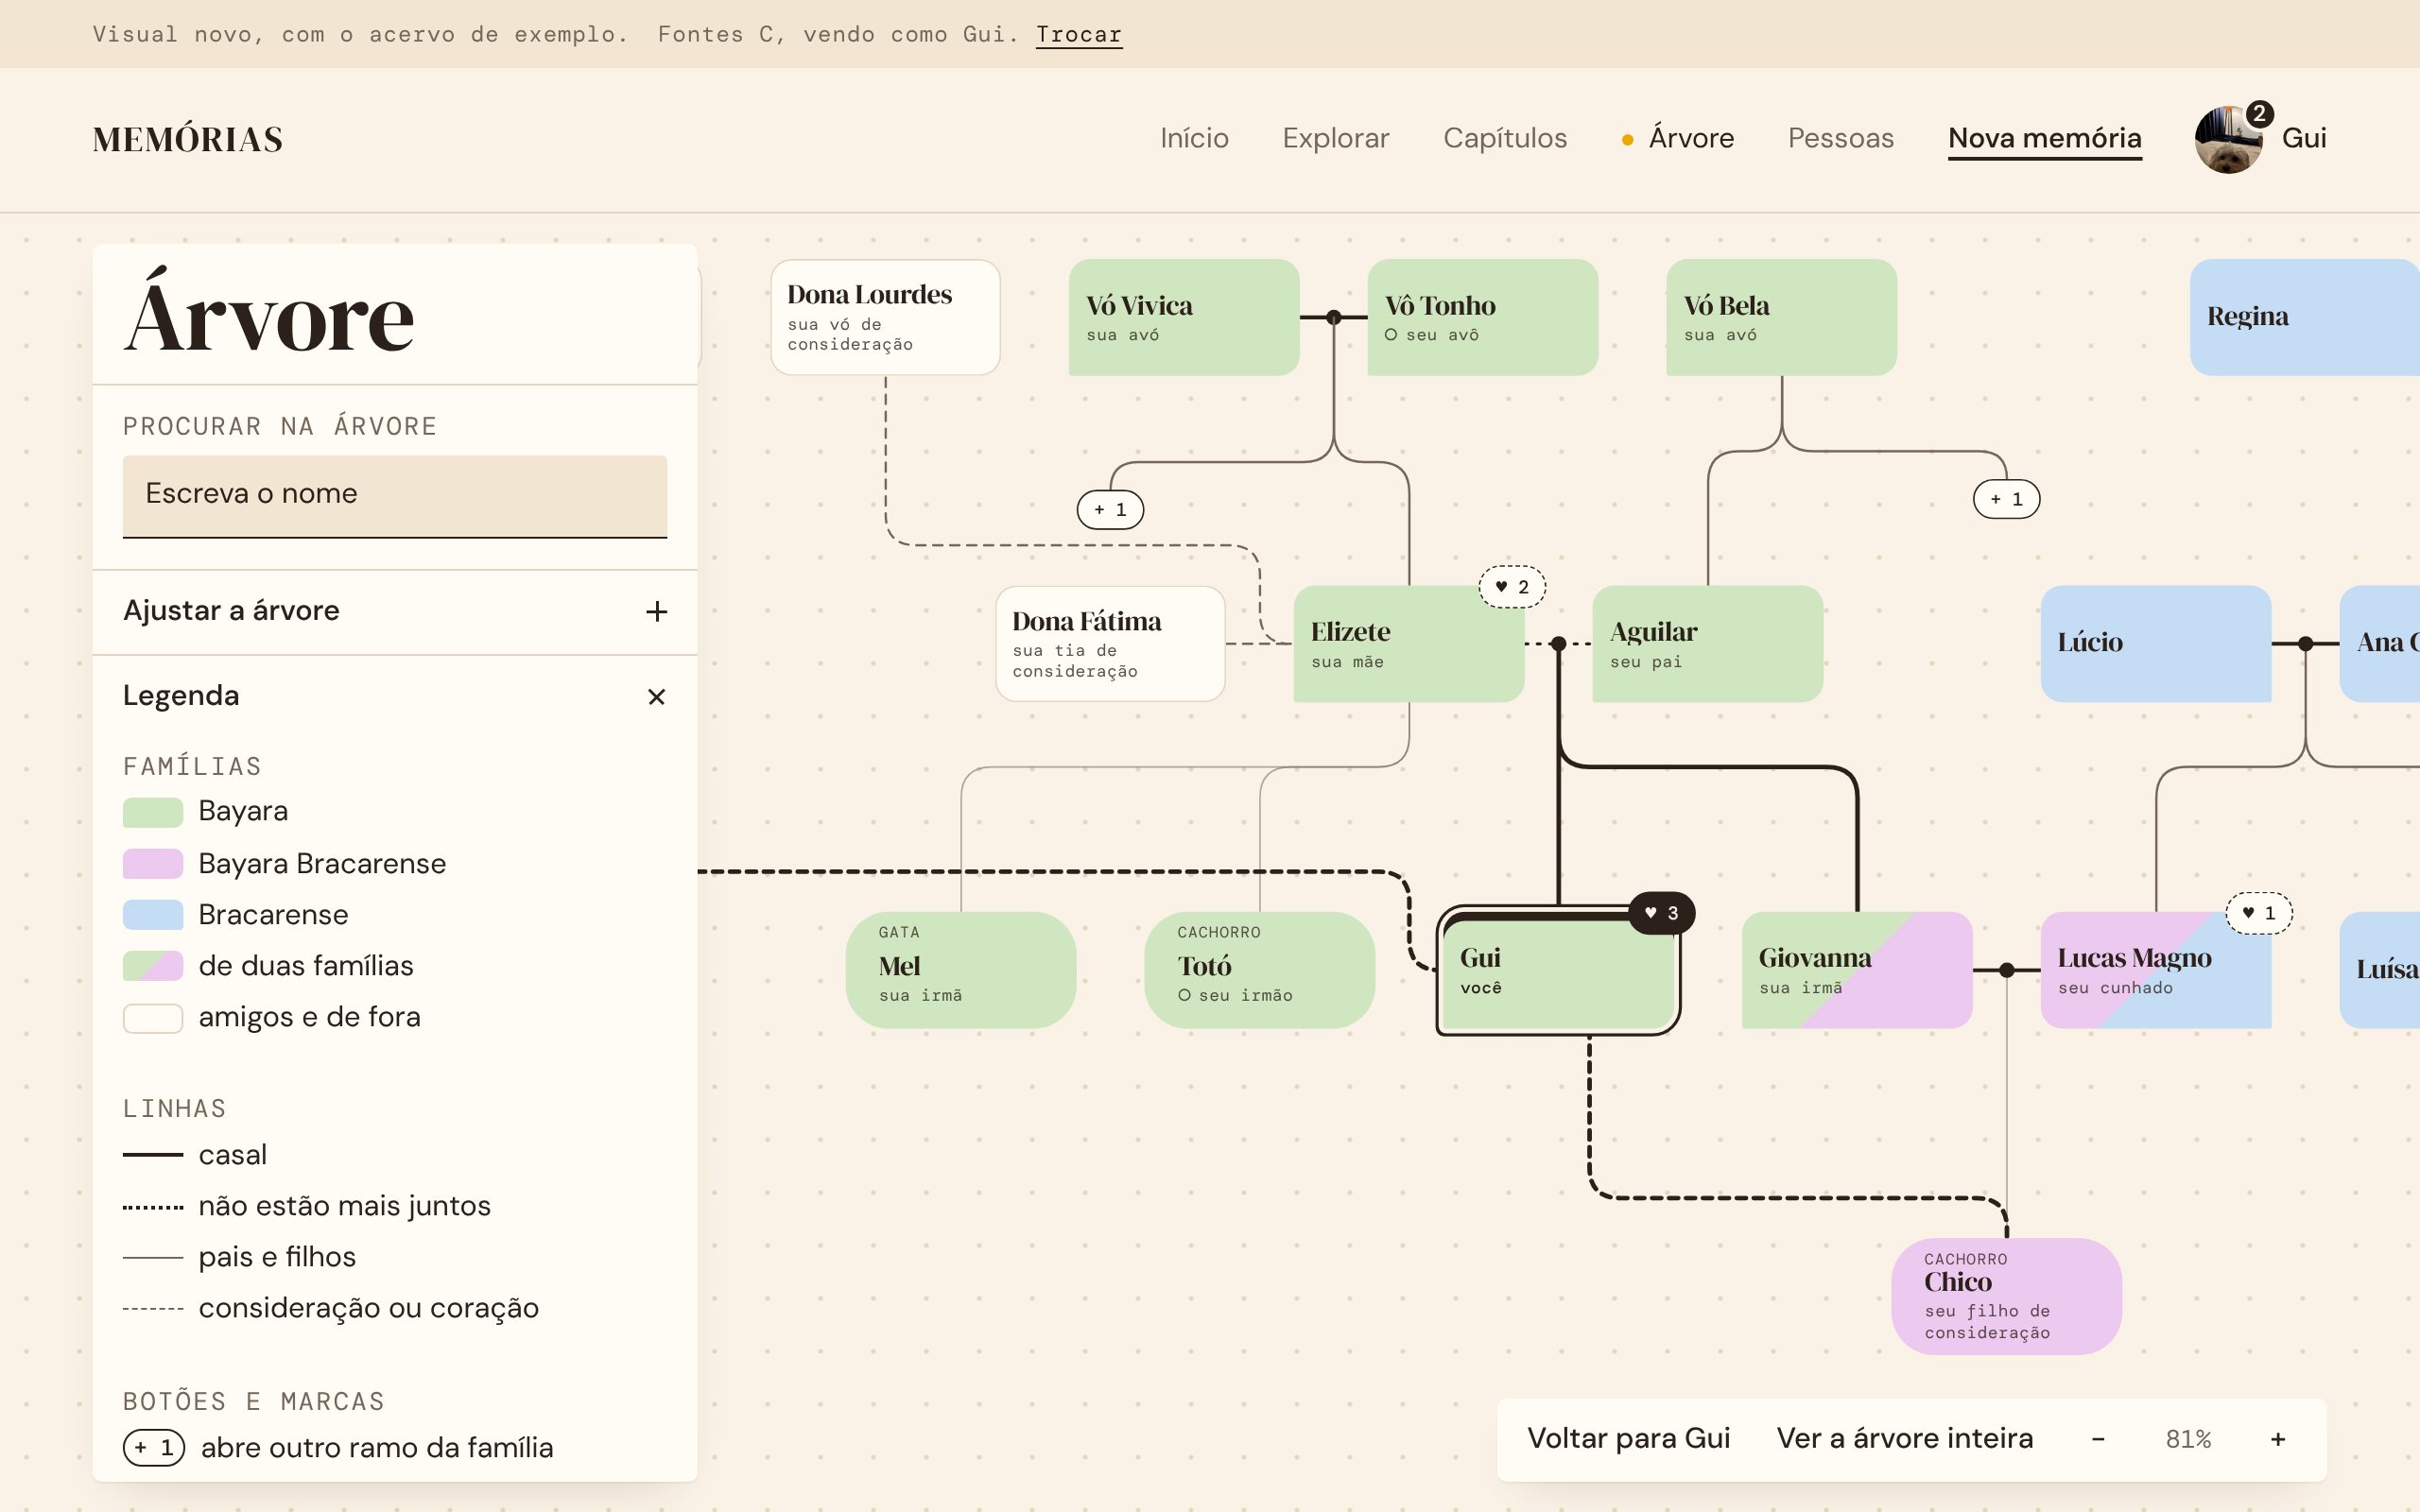 Visual novo, com o acervo de exemplo. Fontes C, vendo como Gui. Trocar
MEMÓRIAS
Início
Explorar
Capítulos
Árvore
Pessoas
Nova memória
2
Gui
Árvore
PROCURAR NA ÁRVORE
Escreva o nome
Ajustar a árvore +
Legenda ×
FAMÍLIAS
Bayara
Bayara Bracarense
Bracarense
de duas famílias
amigos e de fora
LINHAS
casal
não estão mais juntos
pais e filhos
consideração ou coração
BOTÕES E MARCAS
+ 1 abre outro ramo da família
Dona Lourdes
sua vó de
consideração
Vó Vivica
sua avó
Vô Tonho
seu avô
Vó Bela
sua avó
Regina
+ 1
+ 1
Dona Fátima
sua tia de
consideração
Elizete
sua mãe
♥ 2
Aguilar
seu pai
Lúcio
Ana
GATA
Mel
sua irmã
CACHORRO
Totó
seu irmão
Gui
você
♥ 3
Giovanna
sua irmã
Lucas Magno
seu cunhado
♥ 1
Luísa
CACHORRO
Chico
seu filho de
consideração
Voltar para Gui
Ver a árvore inteira
−
81%
+